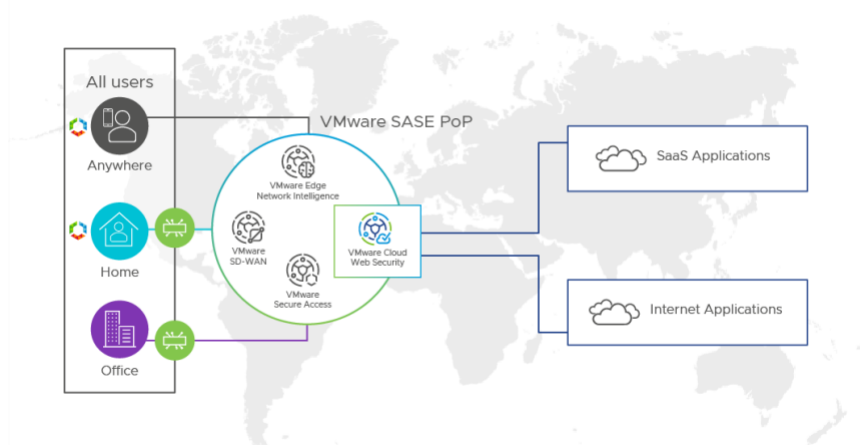 All users
Anywhere
Home
Office
VMware SASE PoP
VMware Edge
Network Intelligence
VMware
SD-WAN
VMware Cloud
Web Security
VMware
Secure Access
SaaS Applications
Internet Applications